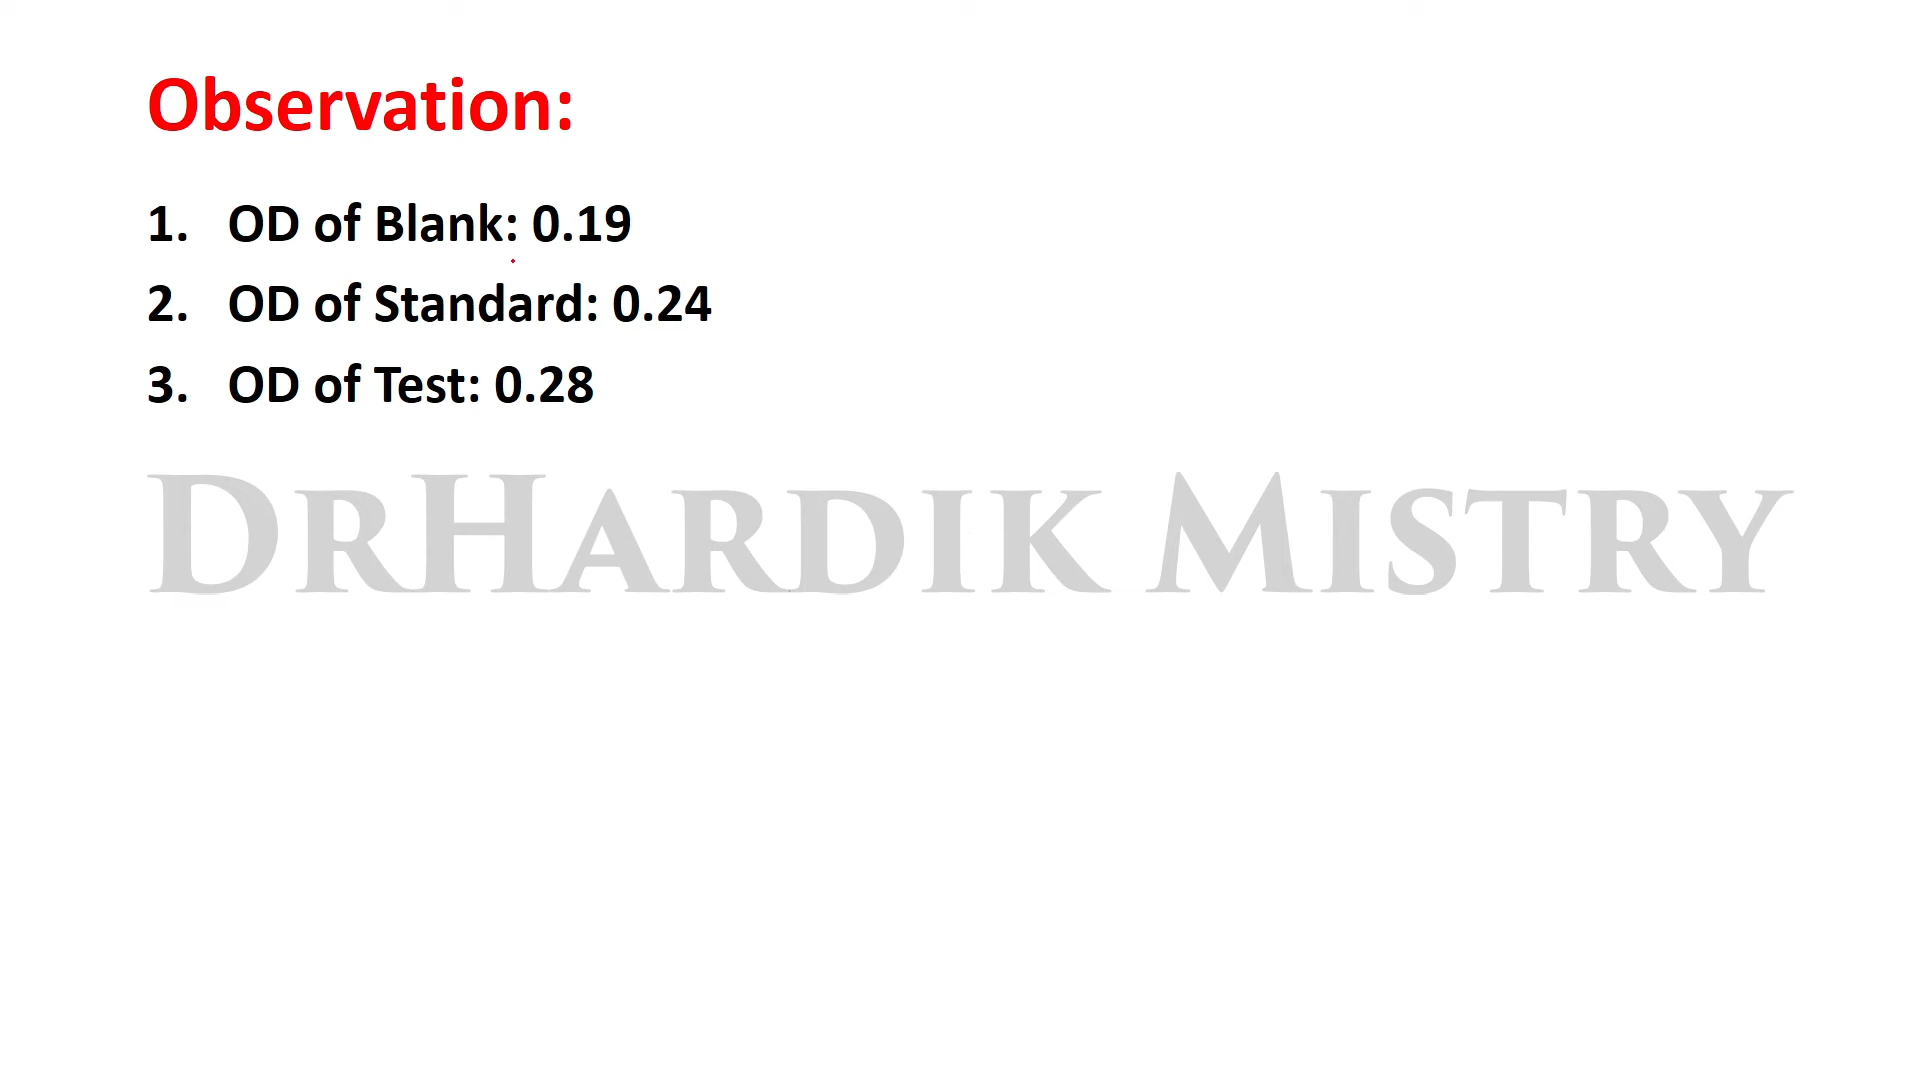 Observation:
1. OD of Blank: 0.19
2. OD of Standard: 0.24
3. OD of Test: 0.28
DRHARDIK MISTRY